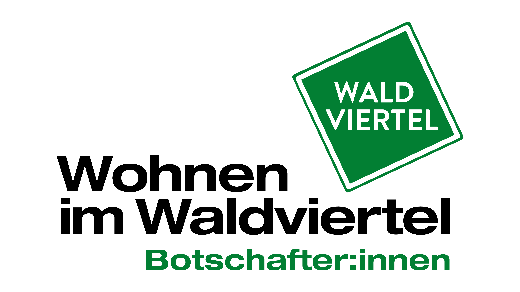 WALD
VIERTEL
Wohnen
im Waldviertel
Botschafter:innen